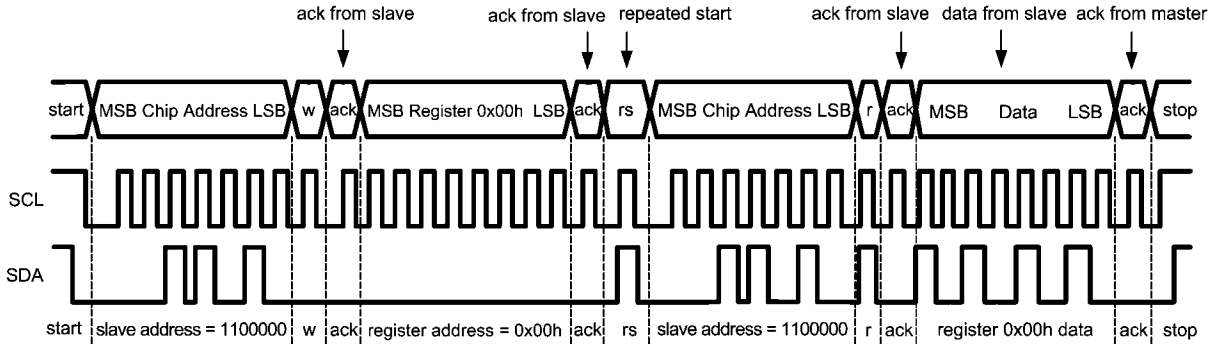 ack from slave ack from slave repeated start ack from slave data from slave ack from master
start MSB Chip Address LSB w ack MSB Register 0x00h LSB ack rs MSB Chip Address LSB r ack MSB Data LSB ack stop
SCL
SDA
start slave address = 1100000 w ack register address = 0x00h ack rs slave address = 1100000 r ack register 0x00h data ack stop